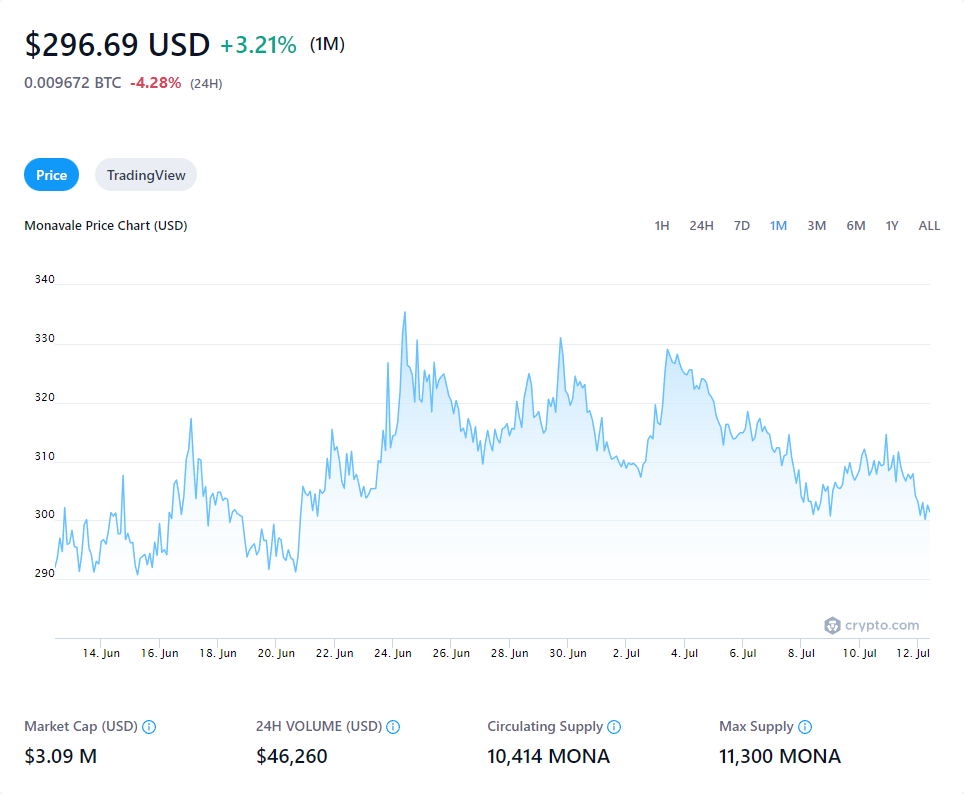 $296.69 USD +3.21% (1M)
0.009672 BTC -4.28% (24H)
Price TradingView
Monavale Price Chart (USD) 1H 24H 7D 1M 3M 6M 1Y ALL
340
330
320
310
300
290
crypto.com
14. Jun 16. Jun 18. Jun 20. Jun 22. Jun 24. Jun 26. Jun 28. Jun 30. Jun 2. Jul 4. Jul 6. Jul 8. Jul 10. Jul 12. Jul
Market Cap (USD) 24H VOLUME (USD) Circulating Supply Max Supply
$3.09 M $46,260 10,414 MONA 11,300 MONA